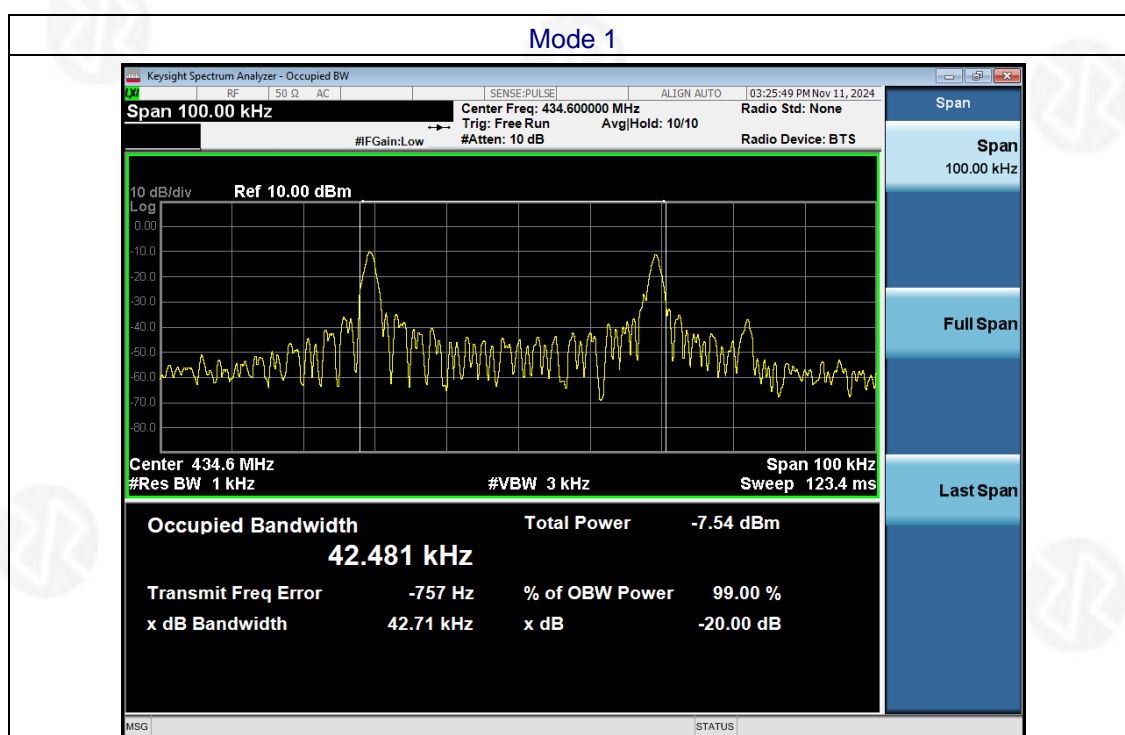 Mode 1
Keysight Spectrum Analyzer - Occupied BW
LXI RF 50 Ω AC SENSE:PULSE ALIGN AUTO 03:25:49 PM Nov 11, 2024
Span 100.00 kHz
Center Freq: 434.600000 MHz Radio Std: None
Trig: Free Run Avg|Hold: 10/10
#IFGain:Low #Atten: 10 dB Radio Device: BTS
10 dB/div Ref 10.00 dBm
Log
0.00
-10.0
-20.0
-30.0
-40.0
-50.0
-60.0
-70.0
-80.0
Center 434.6 MHz Span 100 kHz
#Res BW 1 kHz #VBW 3 kHz Sweep 123.4 ms
Occupied Bandwidth Total Power -7.54 dBm
42.481 kHz
Transmit Freq Error -757 Hz % of OBW Power 99.00 %
x dB Bandwidth 42.71 kHz x dB -20.00 dB
MSG STATUS
Span
Span
100.00 kHz
Full Span
Last Span